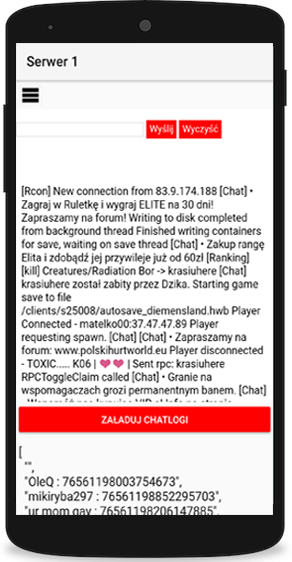 Serwer 1
Wyślij Wyczyść
[Rcon] New connection from 83.9.174.188 [Chat] •
Zagraj w Ruletkę i wygraj ELITE na 30 dni!
Zapraszamy na forum! Writing to disk completed
from background thread Finished writing containers
for save, waiting on save thread [Chat] • Zakup rangę
Elita i zdobądź jej przywileje już od 60zł [Ranking]
[kill] Creatures/Radiation Bor -> krasiuhere [Chat]
krasiuhere został zabity przez Dzika. Starting game
save to file
/clients/s25008/autosave_diemensland.hwb Player
Connected - matelko00:37.47.47.89 Player
requesting spawn. [Chat] [Chat] • Zapraszamy na
forum: www.polskihurtworld.eu Player disconnected
- TOXIC..... K06 | 💗💗 | Sent rpc: krasiuhere
RPCToggleClaim called [Chat] • Granie na
wspomagaczach grozi permanentnym banem. [Chat]
ZAŁADUJ CHATLOGI
[
"",
"ÓleQ : 76561198003754673",
"mikiryba297 : 76561198852295703",
"ur mom gay : 76561198206147885",